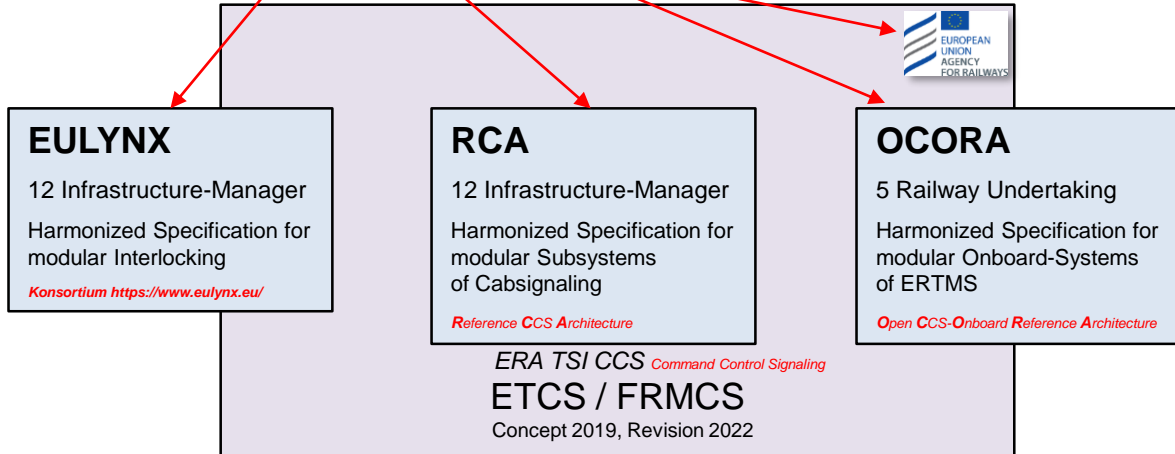 EUROPEAN
UNION
AGENCY
FOR RAILWAYS
EULYNX
12 Infrastructure-Manager
Harmonized Specification for
modular Interlocking
Konsortium https://www.eulynx.eu/
RCA
12 Infrastructure-Manager
Harmonized Specification for
modular Subsystems
of Cabsignaling
Reference CCS Architecture
OCORA
5 Railway Undertaking
Harmonized Specification for
modular Onboard-Systems
of ERTMS
Open CCS-Onboard Reference Architecture
ERA TSI CCS Command Control Signaling
ETCS / FRMCS
Concept 2019, Revision 2022